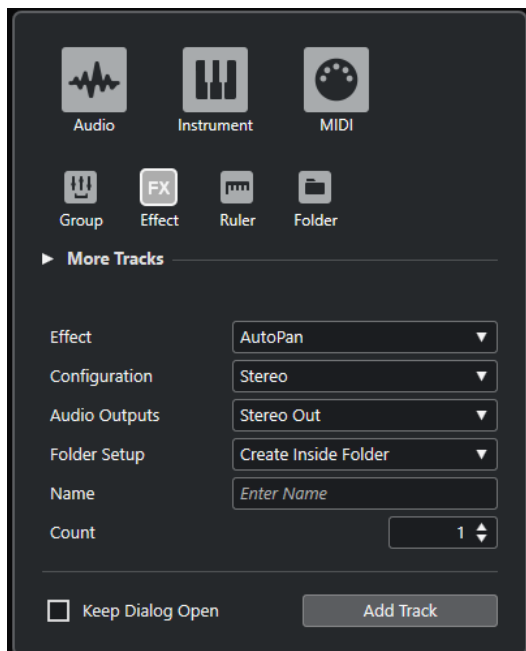 Audio Instrument MIDI
FX
Group Effect Ruler Folder
More Tracks
Effect AutoPan
Configuration Stereo
Audio Outputs Stereo Out
Folder Setup Create Inside Folder
Name Enter Name
Count 1
Keep Dialog Open Add Track